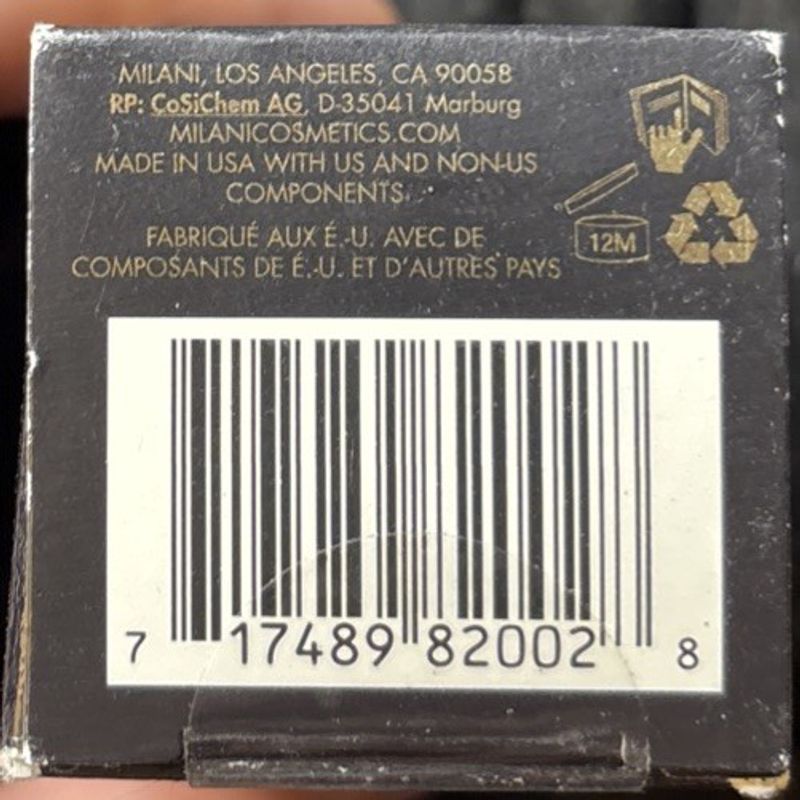 MILANI, LOS ANGELES, CA 90058
RP: CoSiChem AG, D-35041 Marburg
MILANICOSMETICS.COM
MADE IN USA WITH US AND NON-US
COMPONENTS
FABRIQUÉ AUX É.-U. AVEC DE
COMPOSANTS DE É.-U. ET D'AUTRES PAYS
12M
7 17489 82002 8